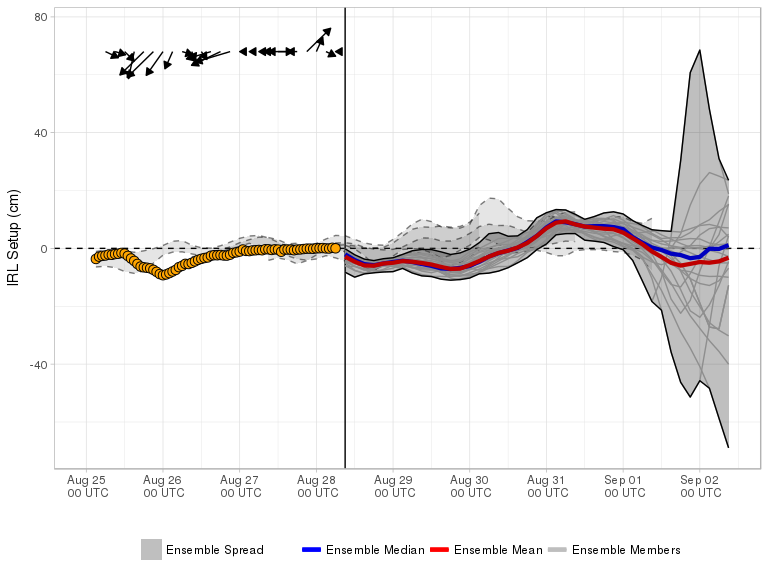 80
40
0
-40
IRL Setup (cm)
Aug 25 Aug 26 Aug 27 Aug 28 Aug 29 Aug 30 Aug 31 Sep 01 Sep 02
00 UTC 00 UTC 00 UTC 00 UTC 00 UTC 00 UTC 00 UTC 00 UTC 00 UTC
Ensemble Spread Ensemble Median Ensemble Mean Ensemble Members